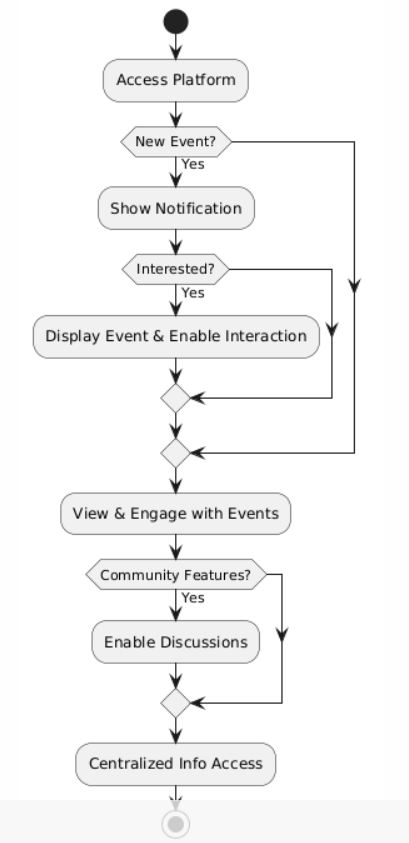 Access Platform
New Event?
Yes
Show Notification
Interested?
Yes
Display Event & Enable Interaction
View & Engage with Events
Community Features?
Yes
Enable Discussions
Centralized Info Access